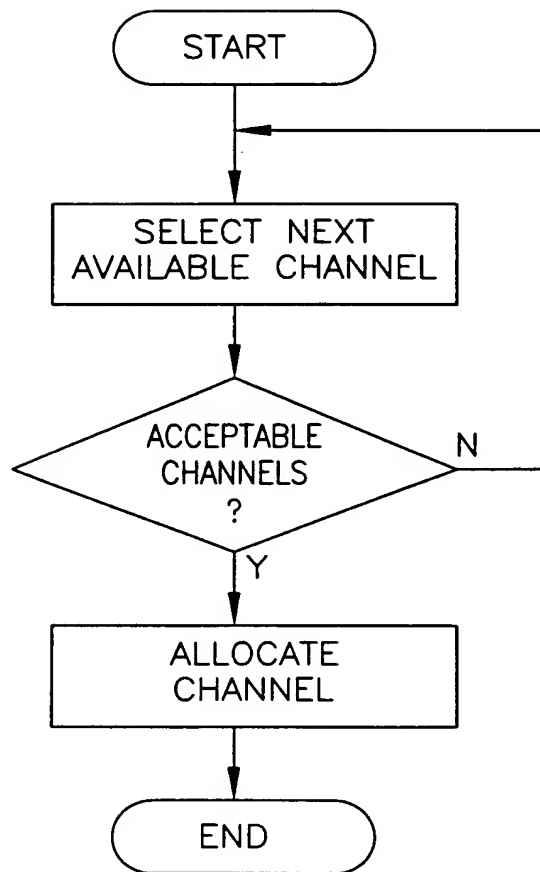 START
SELECT NEXT
AVAILABLE CHANNEL
ACCEPTABLE
CHANNELS
?
N
Y
ALLOCATE
CHANNEL
END